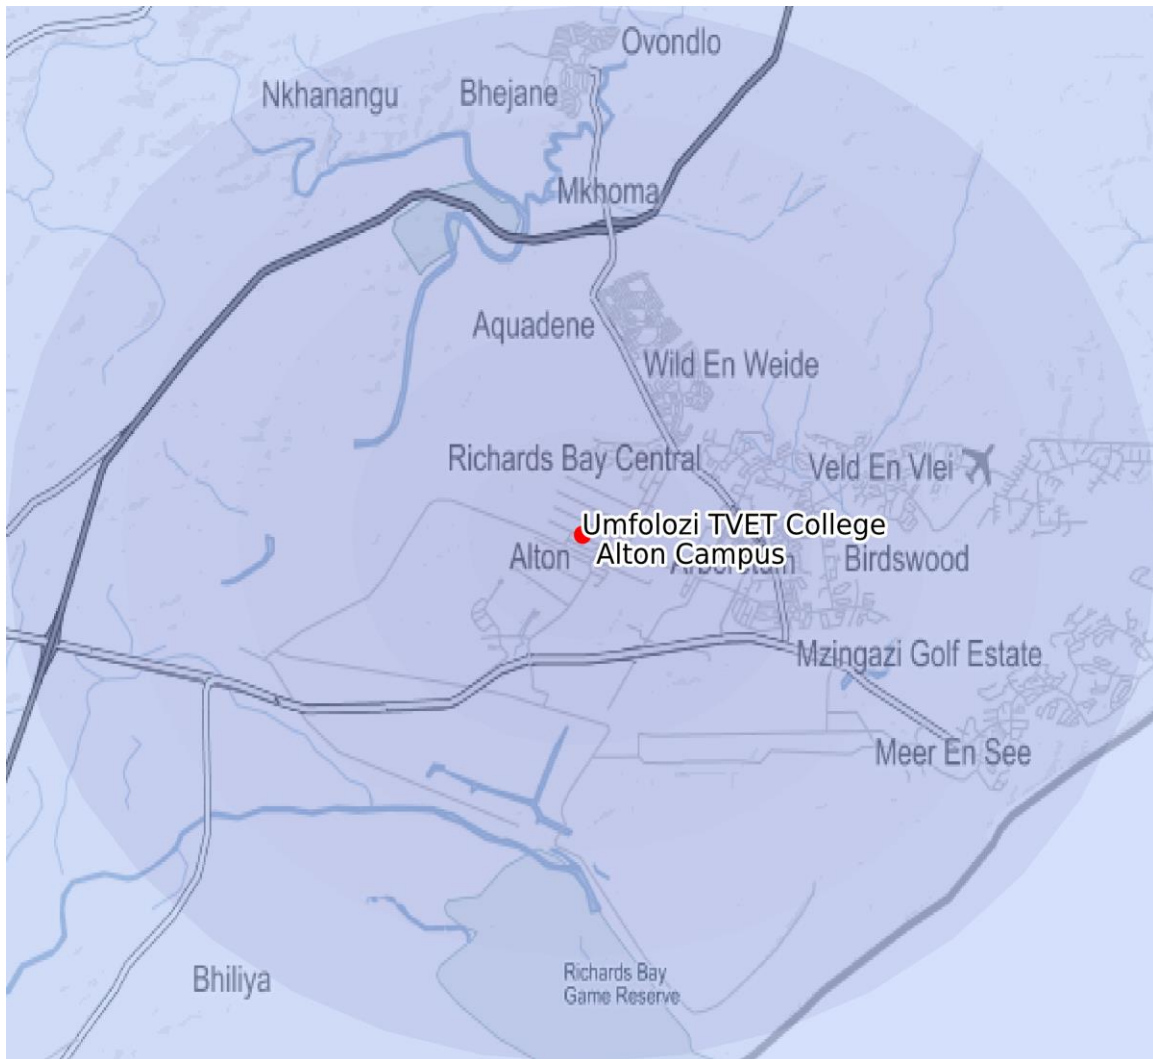 Ovondlo
Nkhanangu
Bhejane
Mkhoma
Aquadene
Wild En Weide
Richards Bay Central
Veld En Vlei
Umfolozi TVET College
Alton Campus
Alton
Arboretum
Birdswood
Mzingazi Golf Estate
Meer En See
Bhiliya
Richards Bay
Game Reserve